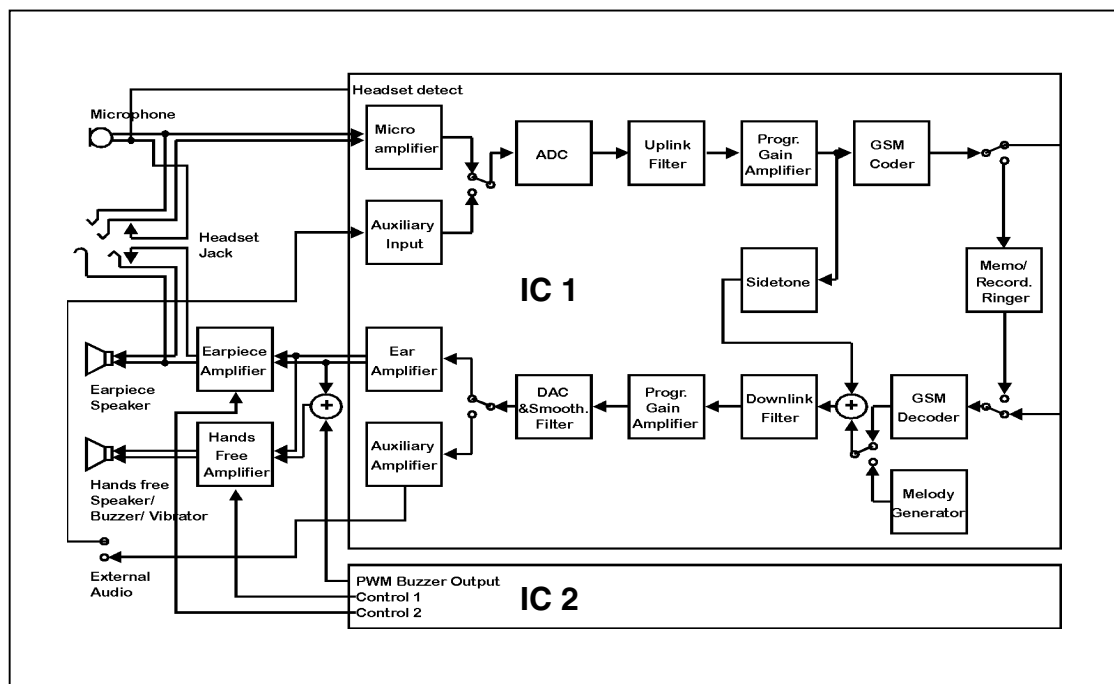 Headset detect
Microphone
Micro
amplifier
ADC
Uplink
Filter
Progr.
Gain
Amplifier
GSM
Coder
Headset
Jack
Auxiliary
Input
IC 1
Sidetone
Memo/
Record.
Ringer
Earpiece
Amplifier
Ear
Amplifier
DAC
&Smooth.
Filter
Progr.
Gain
Amplifier
Downlink
Filter
+
GSM
Decoder
Earpiece
Speaker
+
Hands
Free
Amplifier
Auxiliary
Amplifier
Melody
Generator
Hands free
Speaker/
Buzzer/ Vibrator
External
Audio
PWM Buzzer Output
Control 1
Control 2
IC 2